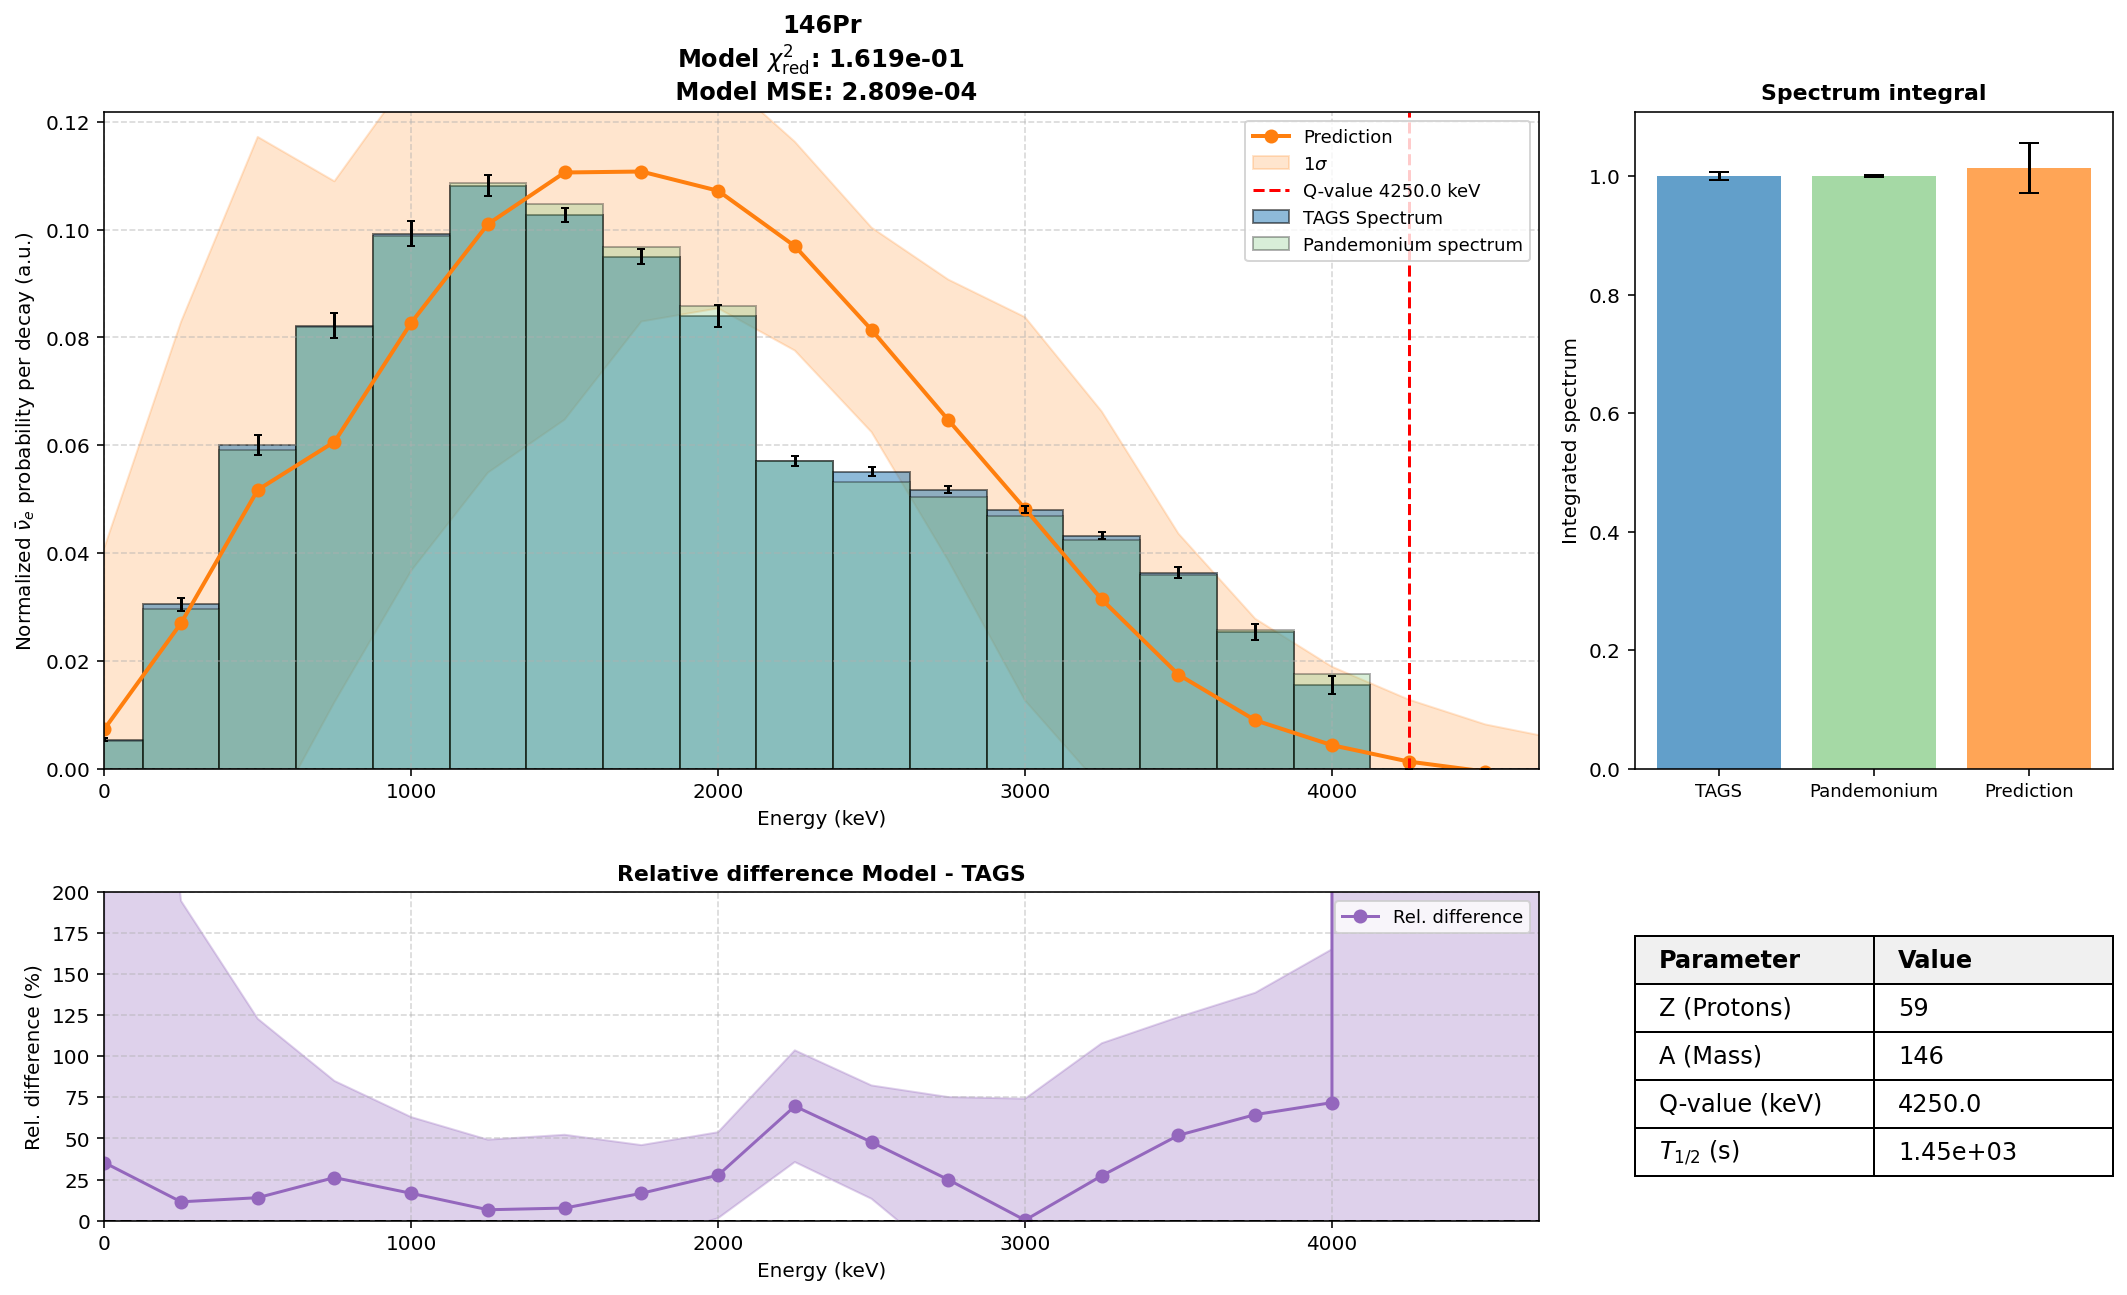 146Pr
Model χ²red: 1.619e-01
Model MSE: 2.809e-04
Normalized ν̄e probability per decay (a.u.)
0.12
0.10
0.08
0.06
0.04
0.02
0.00
0 1000 2000 3000 4000
Energy (keV)
Prediction
1σ
Q-value 4250.0 keV
TAGS Spectrum
Pandemonium spectrum
Spectrum integral
Integrated spectrum
1.0
0.8
0.6
0.4
0.2
0.0
TAGS Pandemonium Prediction
Relative difference Model - TAGS
Rel. difference (%)
200
175
150
125
100
75
50
25
0
0 1000 2000 3000 4000
Energy (keV)
Rel. difference
Parameter Value
Z (Protons) 59
A (Mass) 146
Q-value (keV) 4250.0
T1/2 (s) 1.45e+03